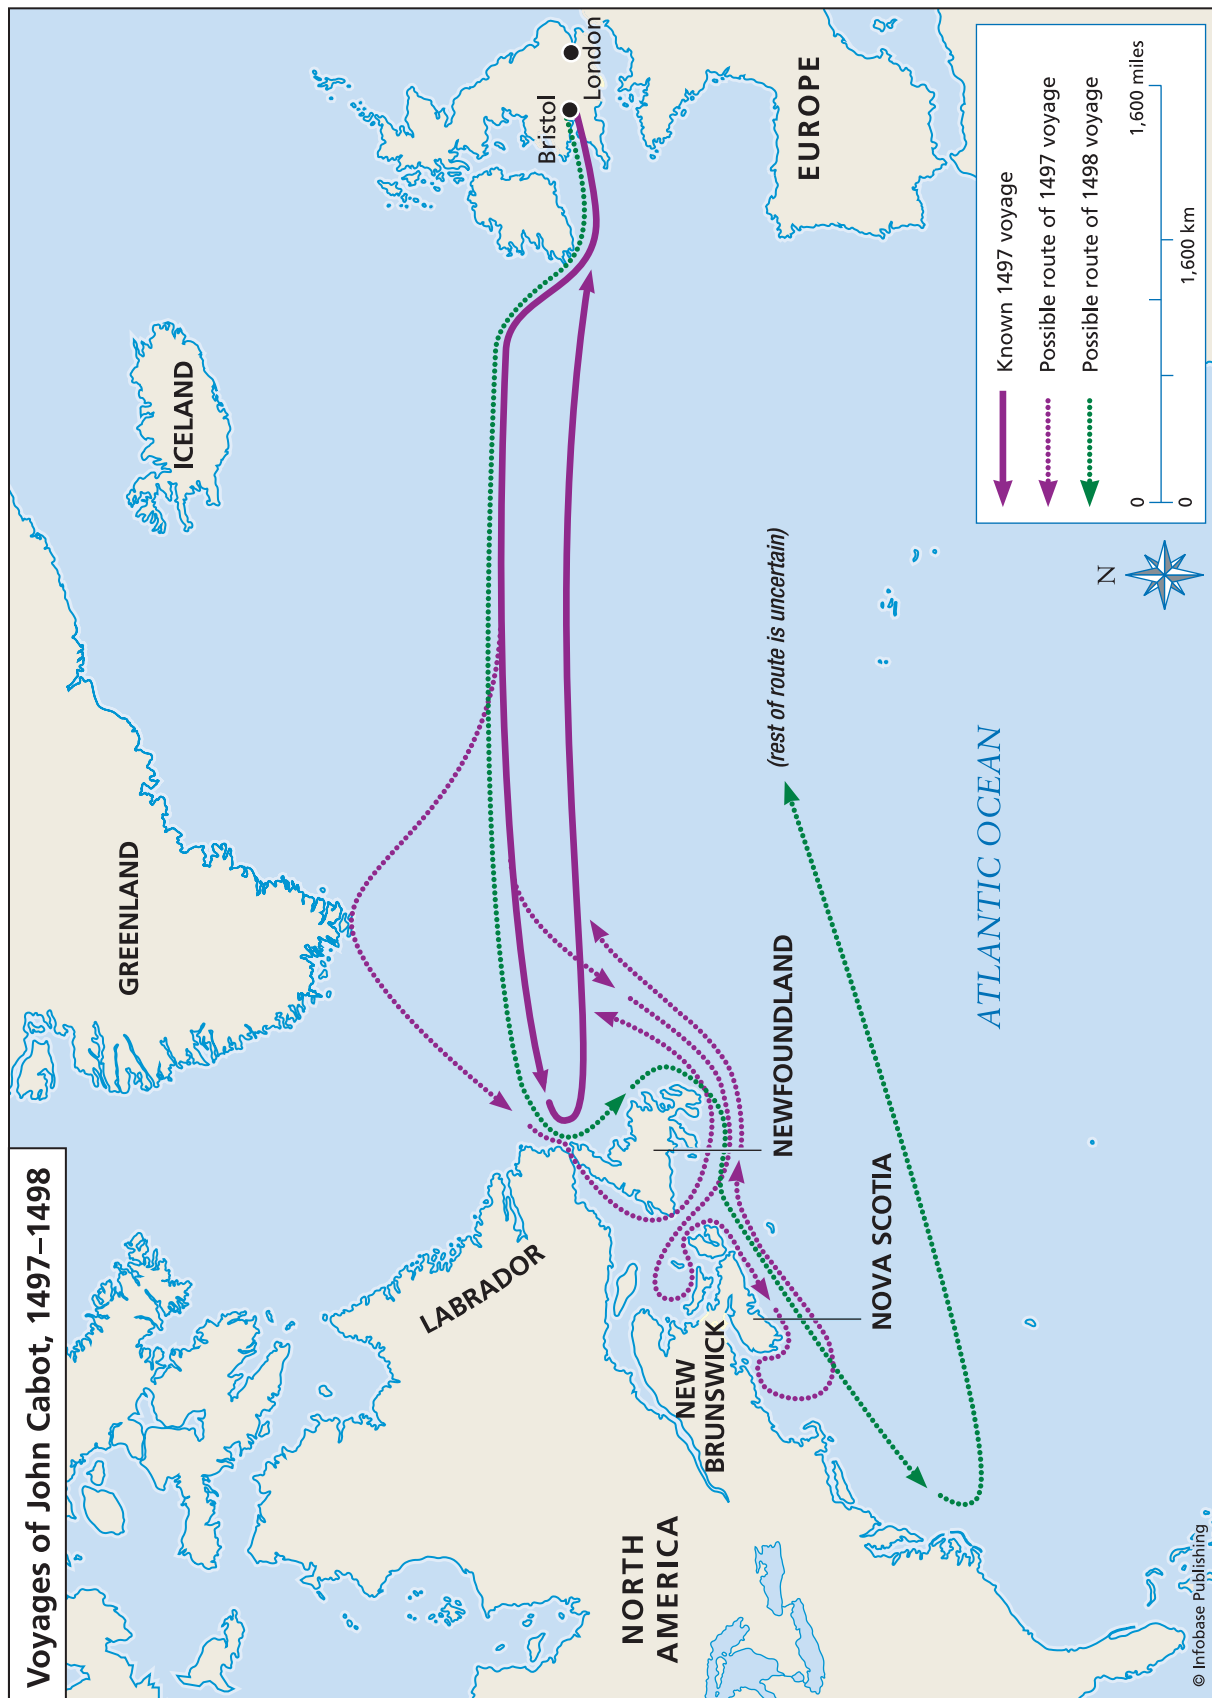 Voyages of John Cabot, 1497–1498
GREENLAND
ICELAND
LABRADOR
Bristol
London
NORTH
AMERICA
NEW
BRUNSWICK
NEWFOUNDLAND
NOVA SCOTIA
(rest of route is uncertain)
EUROPE
ATLANTIC OCEAN
N
Known 1497 voyage
Possible route of 1497 voyage
Possible route of 1498 voyage
0
1,600 miles
0
1,600 km
© Infobase Publishing